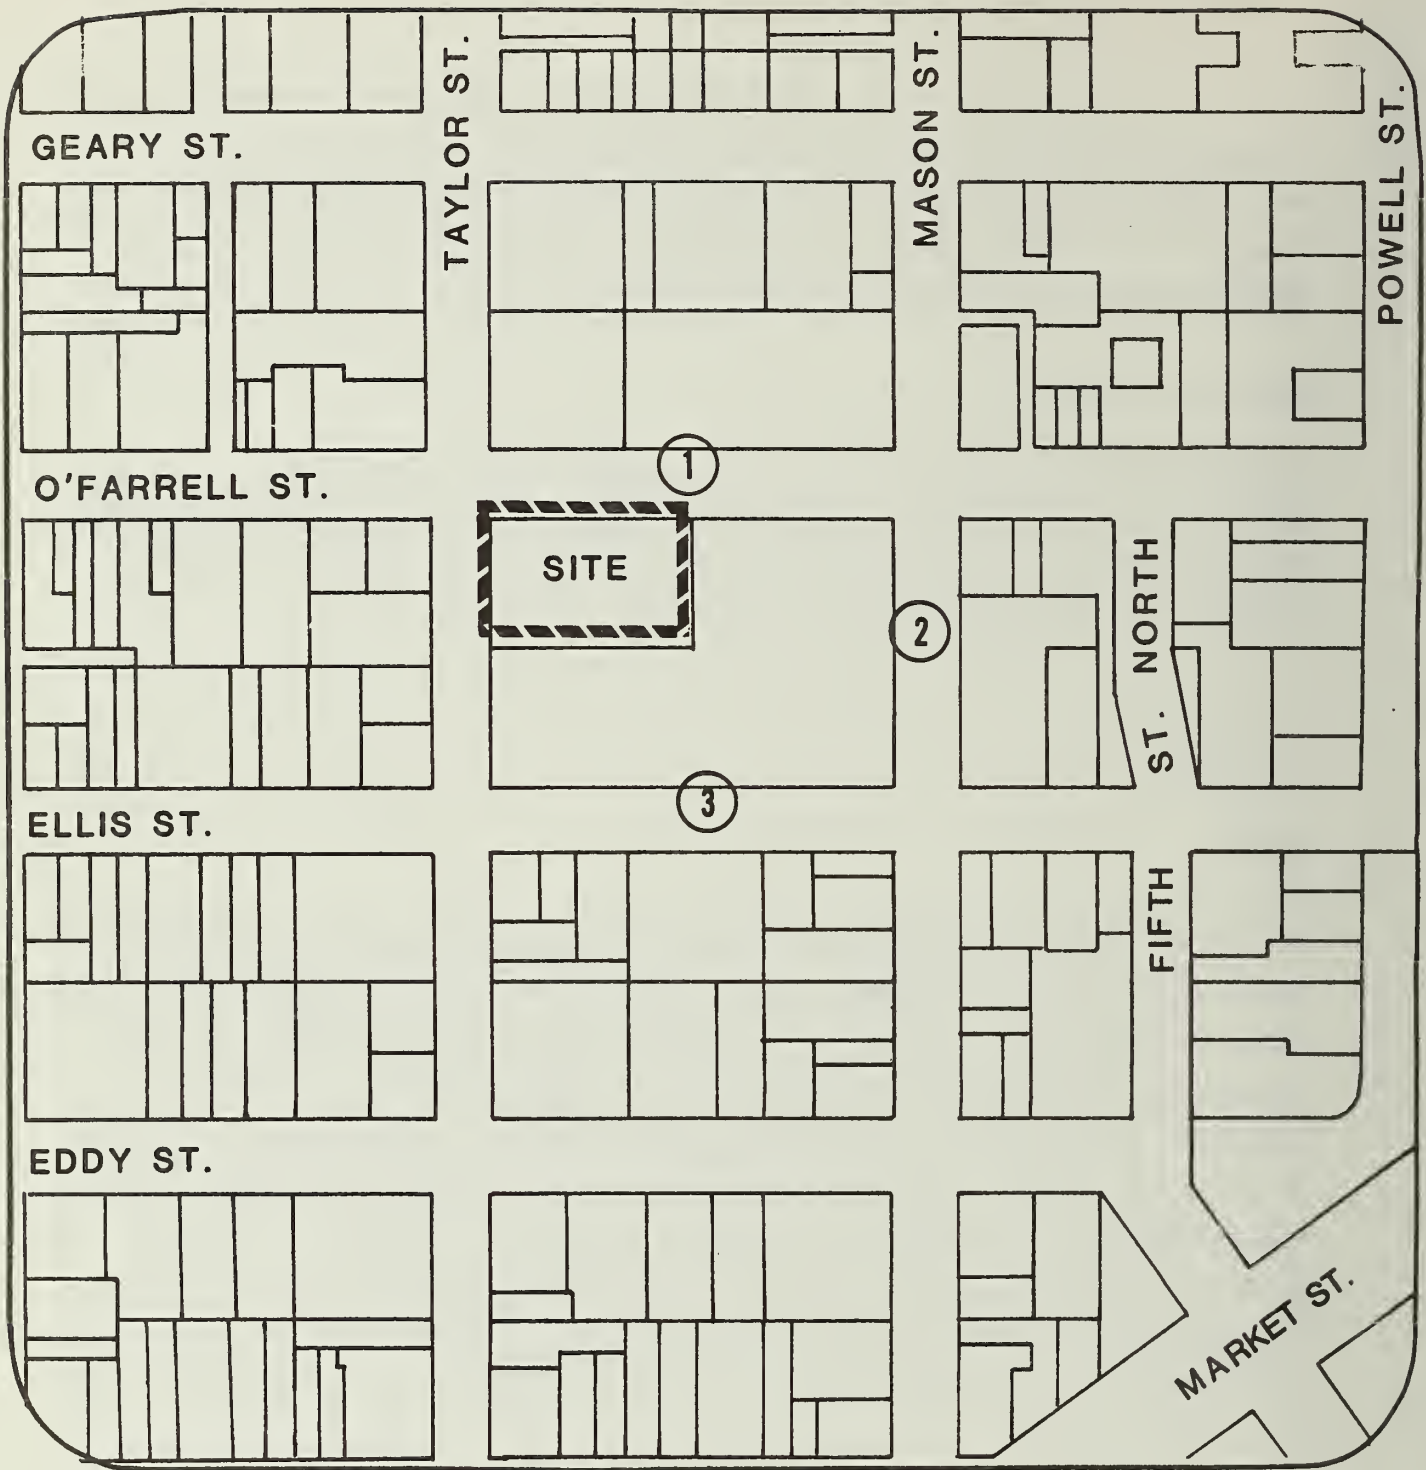 TAYLOR ST.
MASON ST.
POWELL ST.
GEARY ST.
O'FARRELL ST.
1
SITE
2
NORTH
ST.
3
ELLIS ST.
FIFTH
EDDY ST.
MARKET ST.